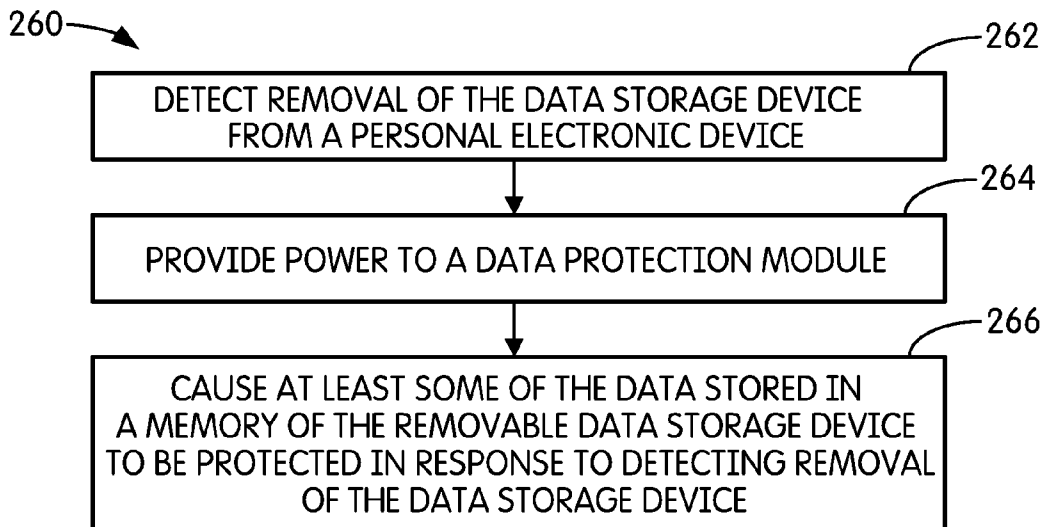 260
262
DETECT REMOVAL OF THE DATA STORAGE DEVICE
FROM A PERSONAL ELECTRONIC DEVICE
264
PROVIDE POWER TO A DATA PROTECTION MODULE
266
CAUSE AT LEAST SOME OF THE DATA STORED IN
A MEMORY OF THE REMOVABLE DATA STORAGE DEVICE
TO BE PROTECTED IN RESPONSE TO DETECTING REMOVAL
OF THE DATA STORAGE DEVICE